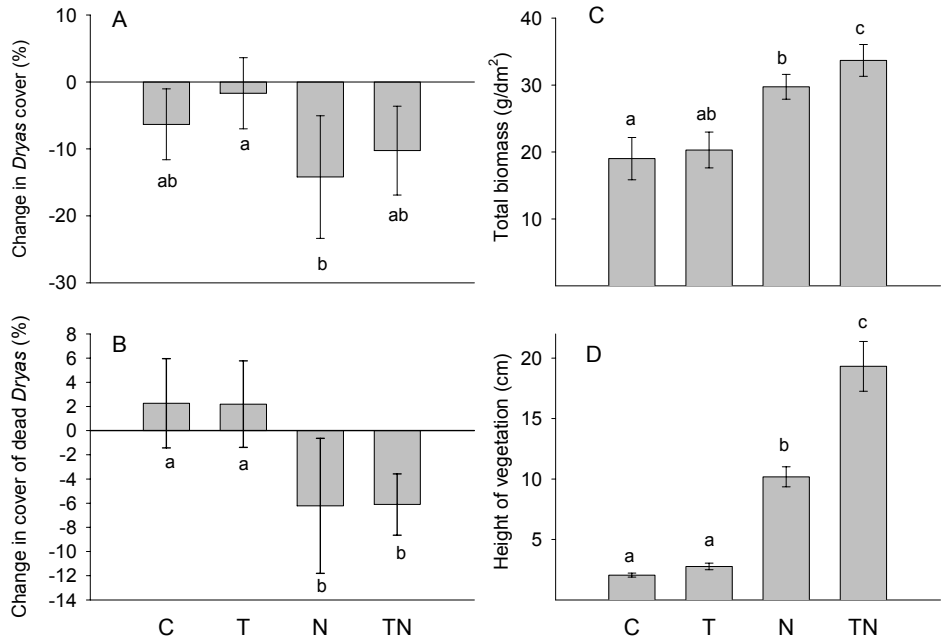 A
Change in Dryas cover (%)
10
0
-10
-20
-30
ab
a
b
ab
C
Total biomass (g/dm²)
40
30
20
10
a
ab
b
c
B
Change in cover of dead Dryas (%)
8
6
4
2
0
-2
-4
-6
-8
-10
-12
-14
a
a
b
b
C T N TN
D
Height of vegetation (cm)
20
10
5
a
a
b
c
C T N TN